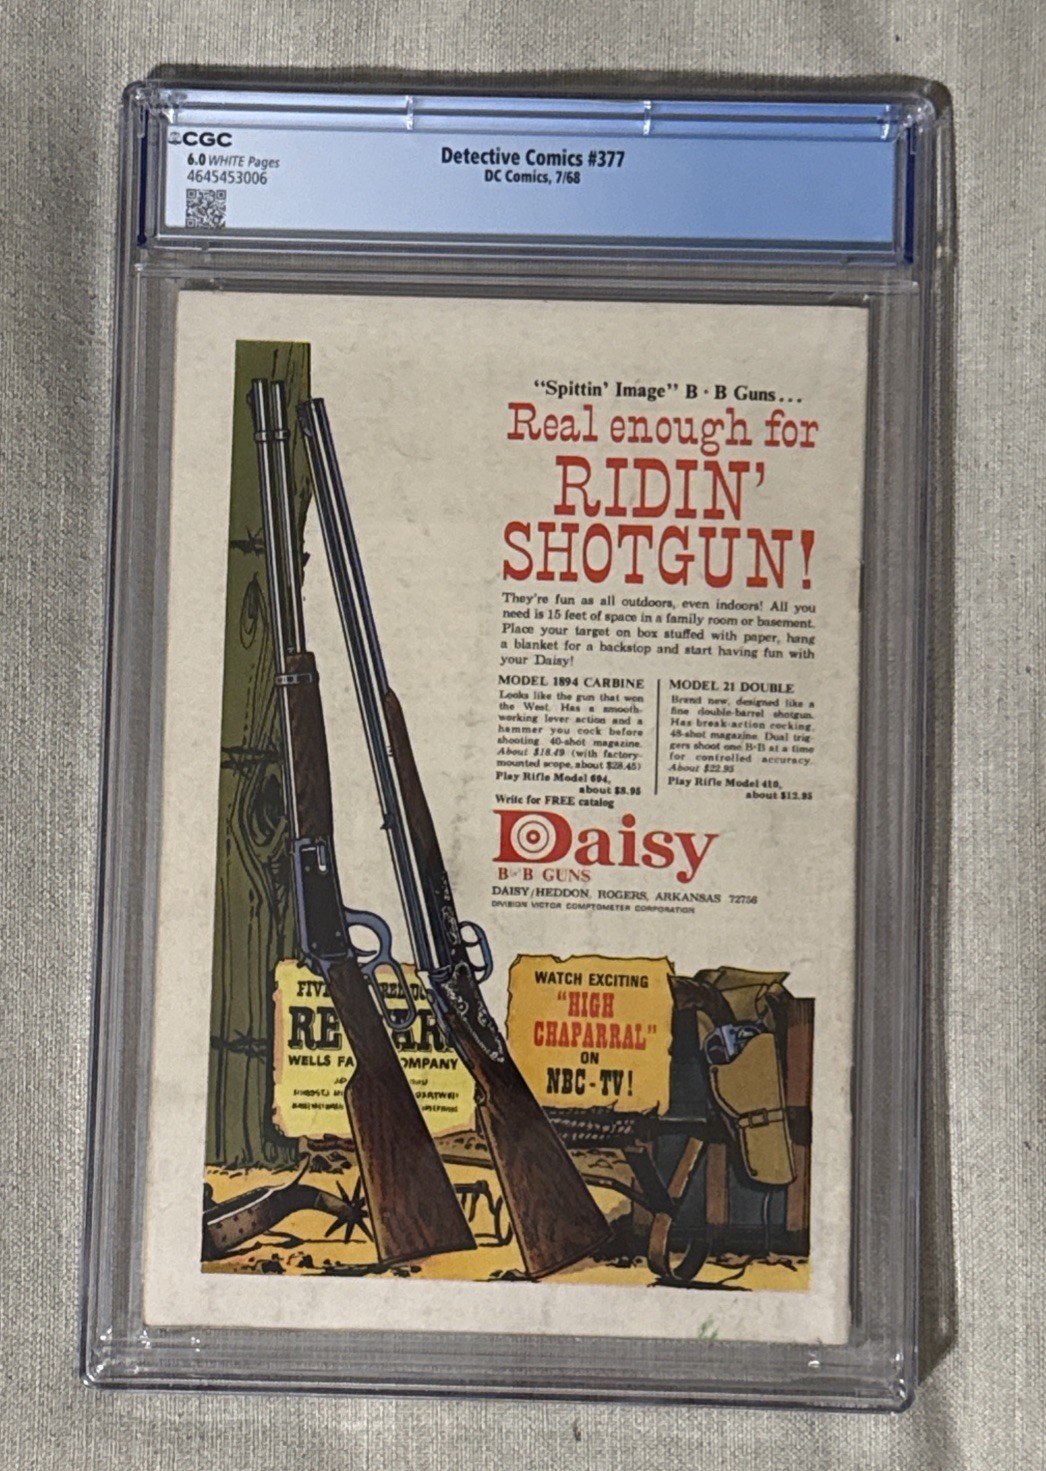 CGC
6.0 WHITE Pages
4645453006
Detective Comics #377
DC Comics, 7/68
"Spittin' Image" B·B Guns...
Real enough for
RIDIN'
SHOTGUN!
They're fun as all outdoors, even indoors! All you
need is 15 feet of space in a family room or basement.
Place your target on box stuffed with paper, hang
a blanket for a backstop and start having fun with
your Daisy!
MODEL 1894 CARBINE
Looks like the gun that won
the West. Has a smooth-
working lever action and a
hammer you cock before
shooting. 40-shot magazine.
About $18.49 (with factory-
mounted scope, about $28.45)
Play Rifle Model 694,
about $8.95
Write for FREE catalog
MODEL 21 DOUBLE
Brand new, designed like a
fine double-barrel shotgun.
Has break-action cocking,
48-shot magazine. Dual trig-
gers shoot one B·B at a time
for controlled accuracy.
About $22.95
Play Rifle Model 410,
about $12.95
Daisy
B·B GUNS
DAISY/HEDDON, ROGERS, ARKANSAS 72756
DIVISION VICTOR COMPTOMETER CORPORATION
FIV RED DO
RE AR
WELLS FA OMPANY
WATCH EXCITING
"HIGH
CHAPARRAL"
ON
NBC-TV!